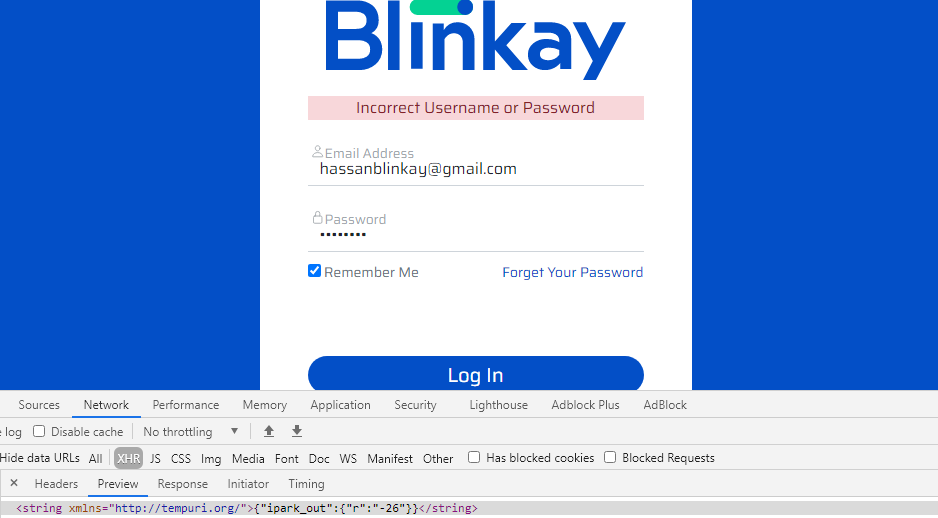 Blinkay
Incorrect Username or Password
Email Address
hassanblinkay@gmail.com
Password
••••••••
Remember Me Forget Your Password
Log In
Sources Network Performance Memory Application Security Lighthouse Adblock Plus AdBlock
e log Disable cache No throttling ▼
Hide data URLs All XHR JS CSS Img Media Font Doc WS Manifest Other Has blocked cookies Blocked Requests
× Headers Preview Response Initiator Timing
<string xmlns="http://tempuri.org/">{"ipark_out":{"r":"-26"}}</string>